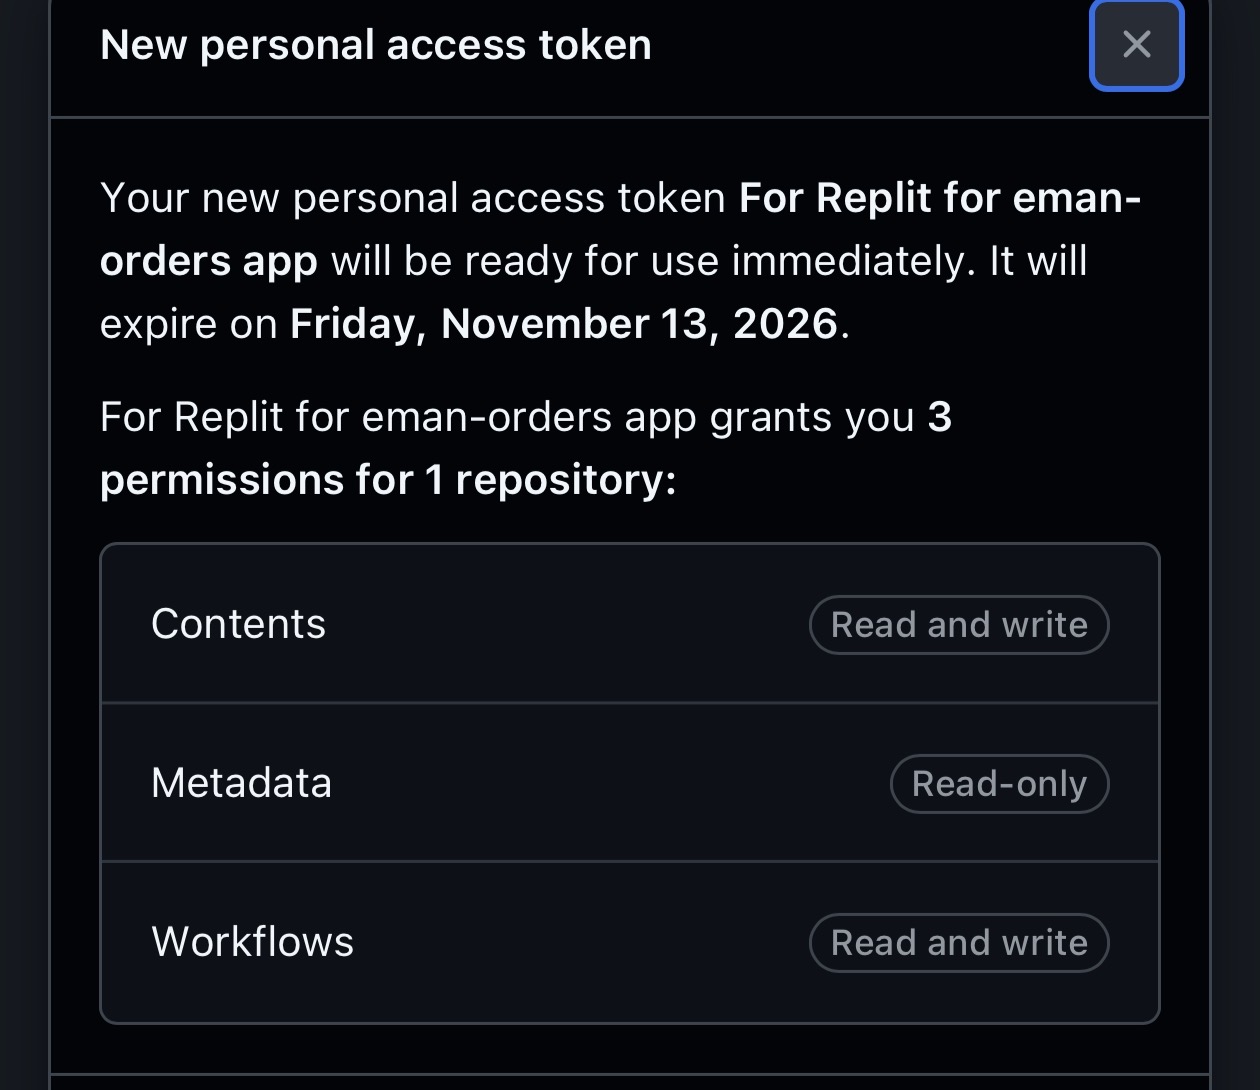 New personal access token
Your new personal access token For Replit for eman-
orders app will be ready for use immediately. It will
expire on Friday, November 13, 2026.
For Replit for eman-orders app grants you 3
permissions for 1 repository:
Contents
Read and write
Metadata
Read-only
Workflows
Read and write